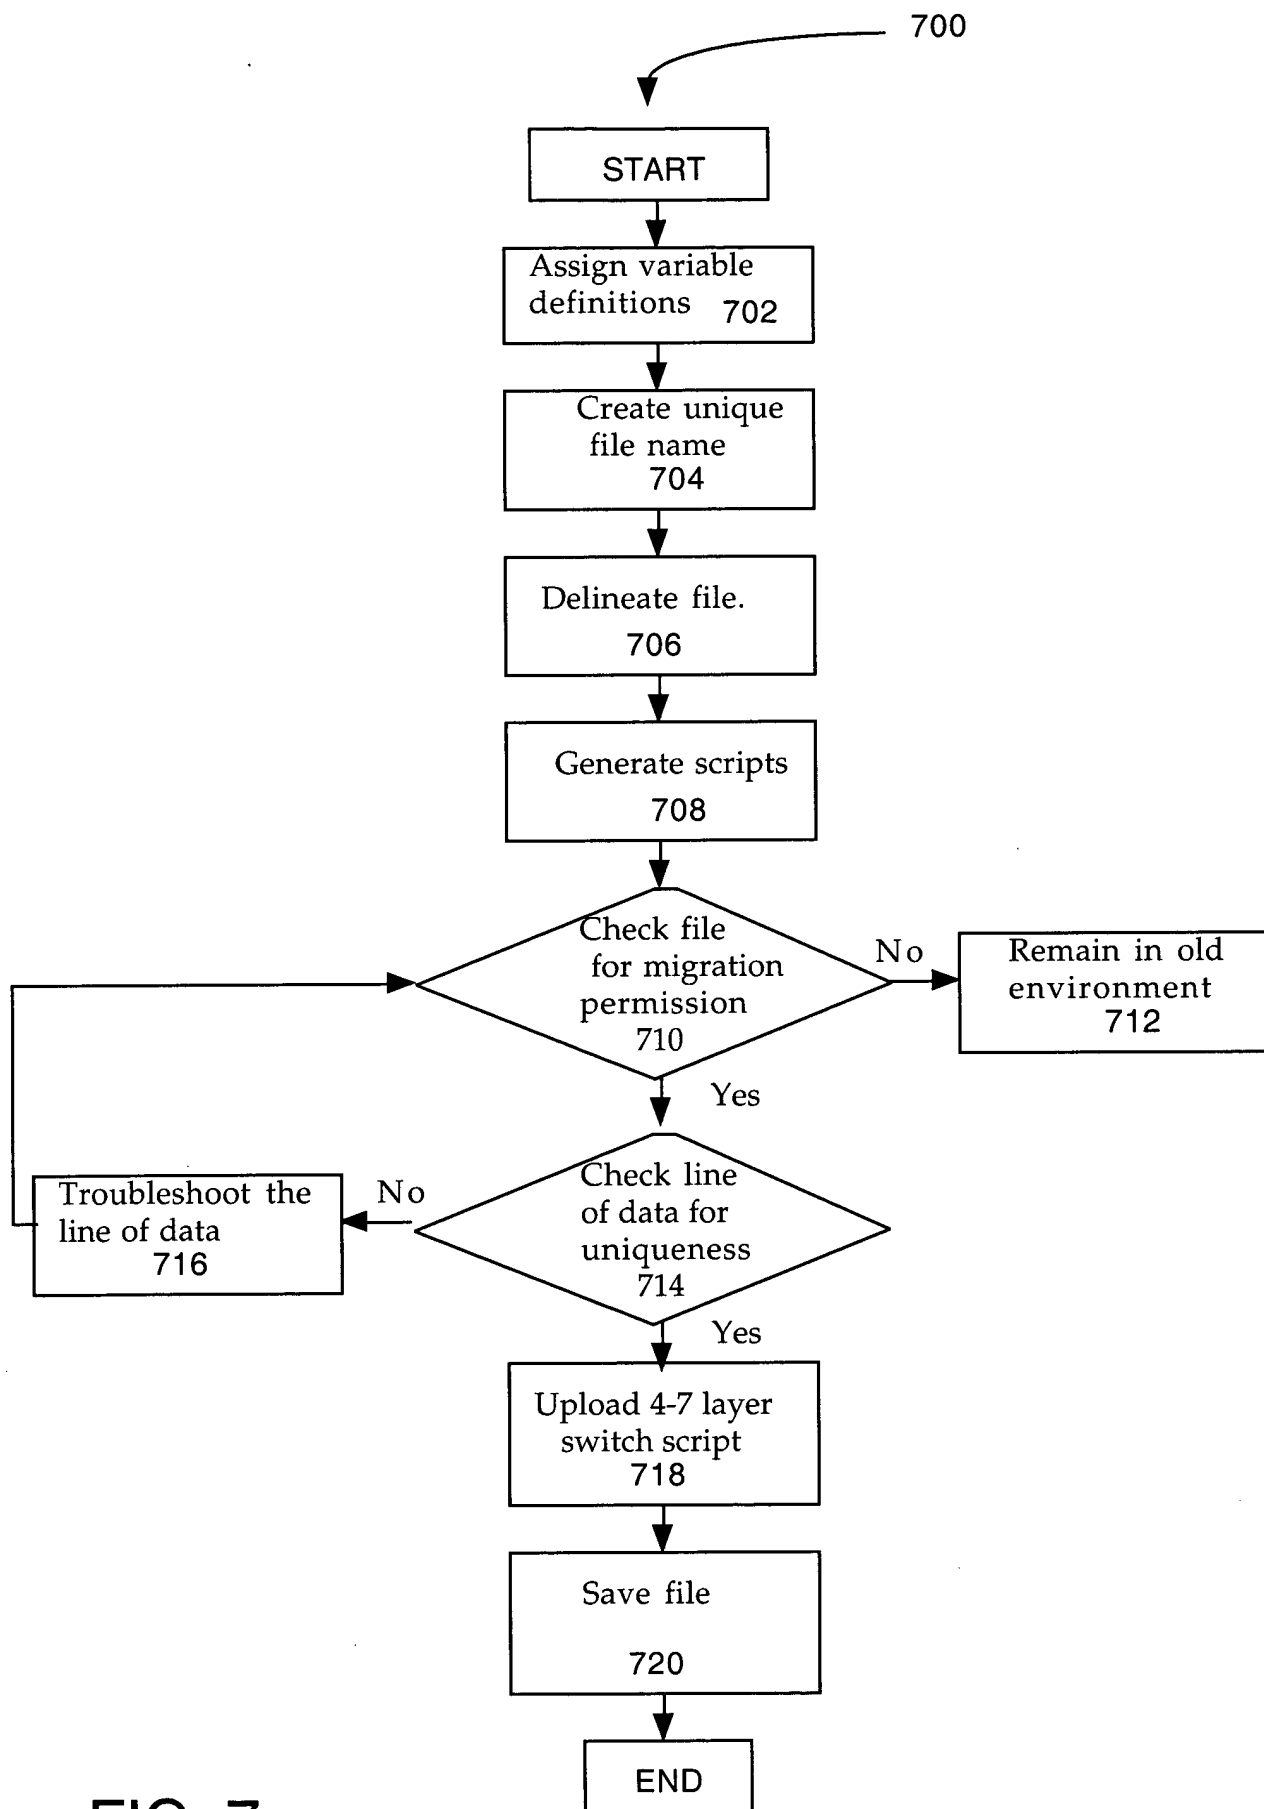 700
START
Assign variable
definitions 702
Create unique
file name
704
Delineate file.
706
Generate scripts
708
Check file
for migration
permission
710
No
Remain in old
environment
712
Yes
Check line
of data for
uniqueness
714
No
Troubleshoot the
line of data
716
Yes
Upload 4-7 layer
switch script
718
Save file
720
END
FIG. 7